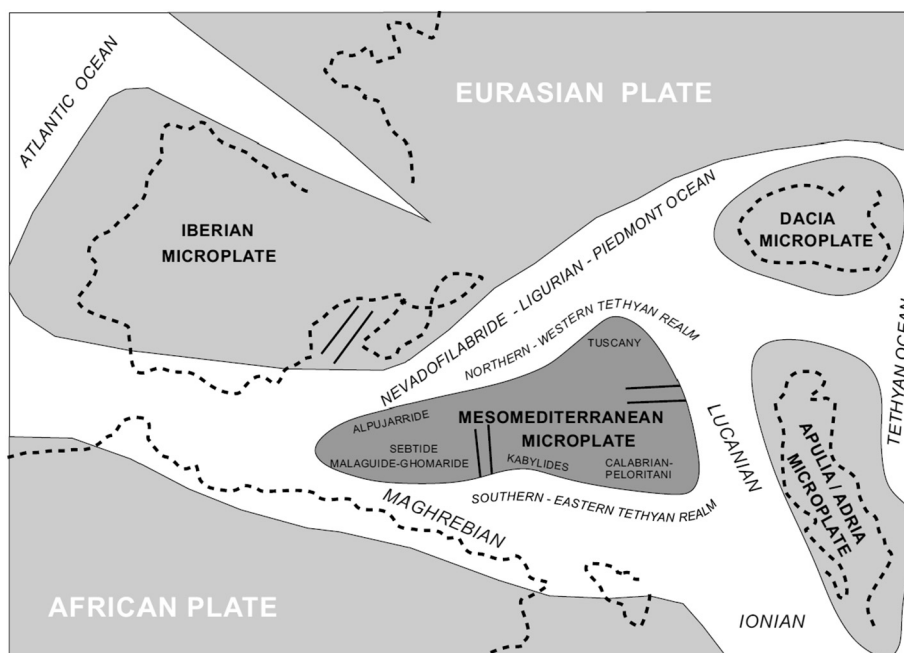 ATLANTIC OCEAN
EURASIAN PLATE
IBERIAN
MICROPLATE
DACIA
MICROPLATE
NEVADOFILABRIDE - LIGURIAN - PIEDMONT OCEAN
NORTHERN - WESTERN TETHYAN REALM
TETHYAN OCEAN
TUSCANY
ALPUJARRIDE
MESOMEDITERRANEAN
MICROPLATE
SEBTIDE
MALAGUIDE-GHOMARIDE
KABYLIDES
CALABRIAN-
PELORITANI
LUCANIAN
APULIA / ADRIA
MICROPLATE
SOUTHERN - EASTERN TETHYAN REALM
MAGHREBIAN
AFRICAN PLATE
IONIAN